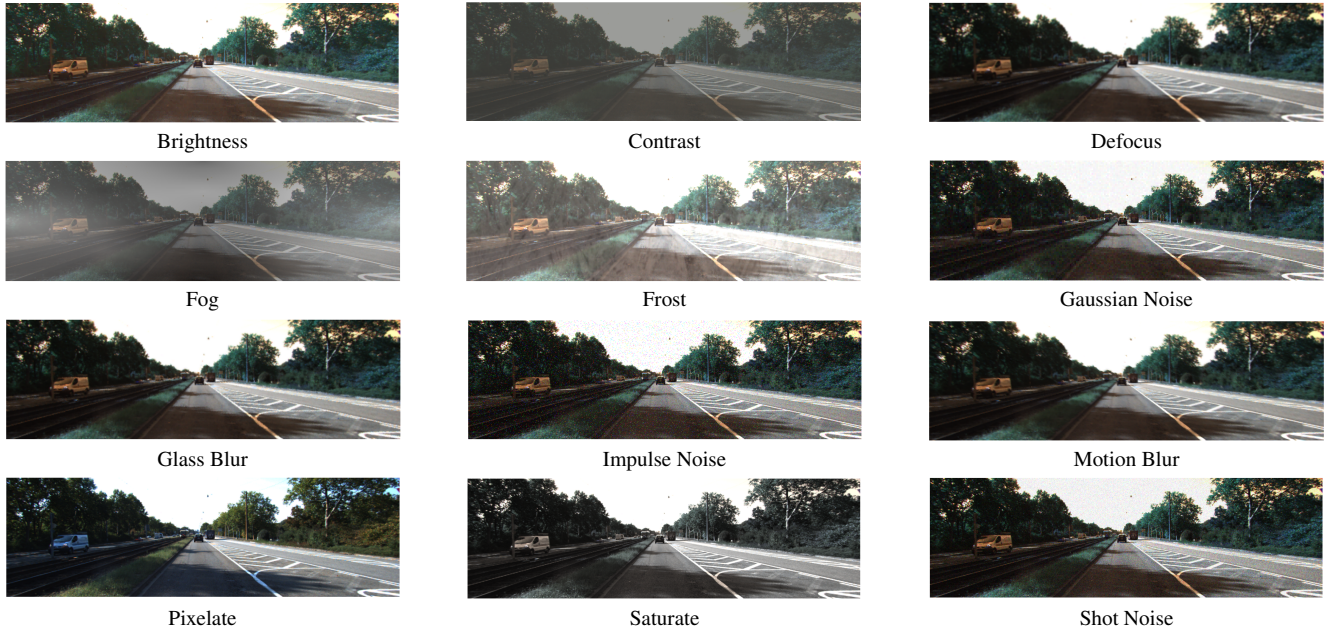 Brightness
Contrast
Defocus
Fog
Frost
Gaussian Noise
Glass Blur
Impulse Noise
Motion Blur
Pixelate
Saturate
Shot Noise